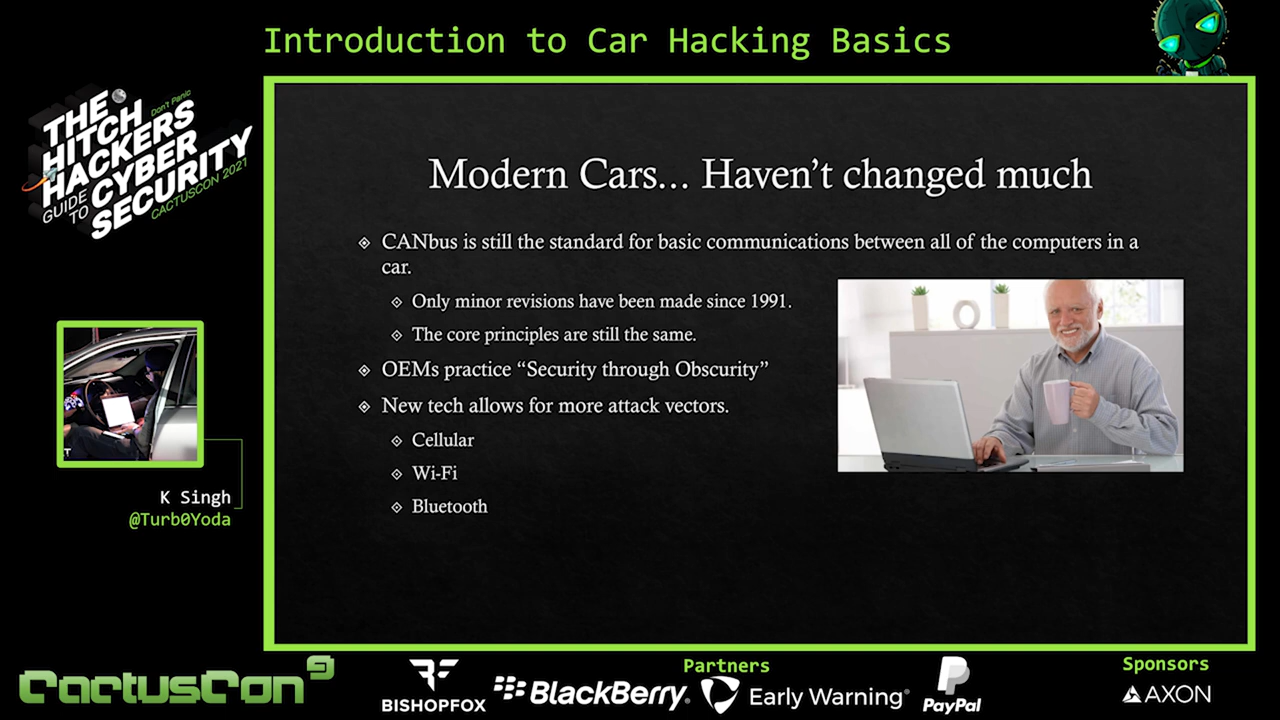 Introduction to Car Hacking Basics
THE
HITCH
HACKERS
GUIDE TO CYBER
SECURITY
Don't Panic
CACTUSCON 2021
Modern Cars... Haven't changed much
CANbus is still the standard for basic communications between all of the computers in a
car.
Only minor revisions have been made since 1991.
The core principles are still the same.
OEMs practice “Security through Obscurity”
New tech allows for more attack vectors.
Cellular
Wi-Fi
Bluetooth
K Singh
@Turb0Yoda
CactusCon 9
Partners
BISHOPFOX
BlackBerry
Early Warning
PayPal
Sponsors
AXON